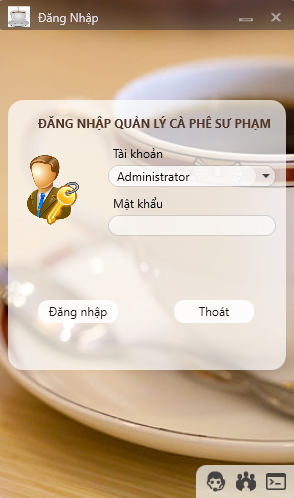 Đăng Nhập
ĐĂNG NHẬP QUẢN LÝ CÀ PHÊ SƯ PHẠM
Tài khoản
Administrator
Mật khẩu
Đăng nhập
Thoát